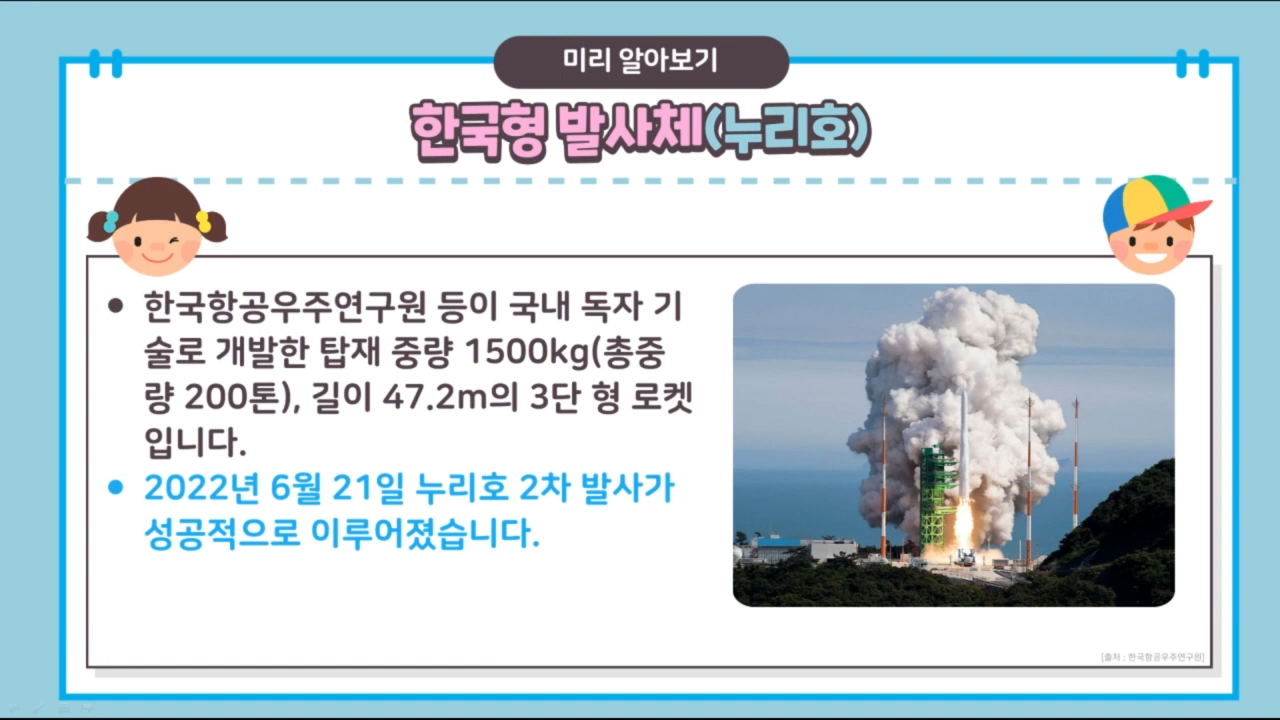 미리 알아보기
한국형 발사체(누리호)
• 한국항공우주연구원 등이 국내 독자 기
술로 개발한 탑재 중량 1500kg(총중
량 200톤), 길이 47.2m의 3단 형 로켓
입니다.
• 2022년 6월 21일 누리호 2차 발사가
성공적으로 이루어졌습니다.
[출처 : 한국항공우주연구원]